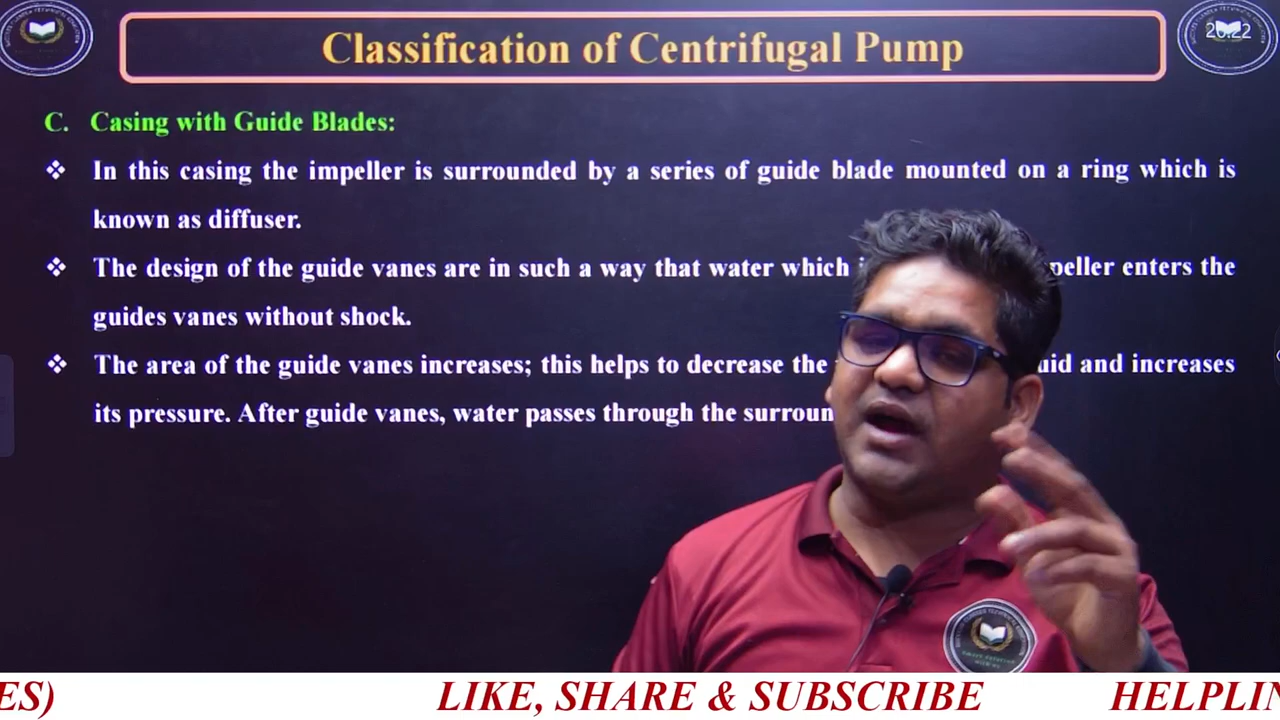 Classification of Centrifugal Pump
20:22
C. Casing with Guide Blades:
❖ In this casing the impeller is surrounded by a series of guide blade mounted on a ring which is
known as diffuser.
❖ The design of the guide vanes are in such a way that water which peller enters the
guides vanes without shock.
❖ The area of the guide vanes increases; this helps to decrease the uid and increases
its pressure. After guide vanes, water passes through the surroun
ES) LIKE, SHARE & SUBSCRIBE HELPLIN